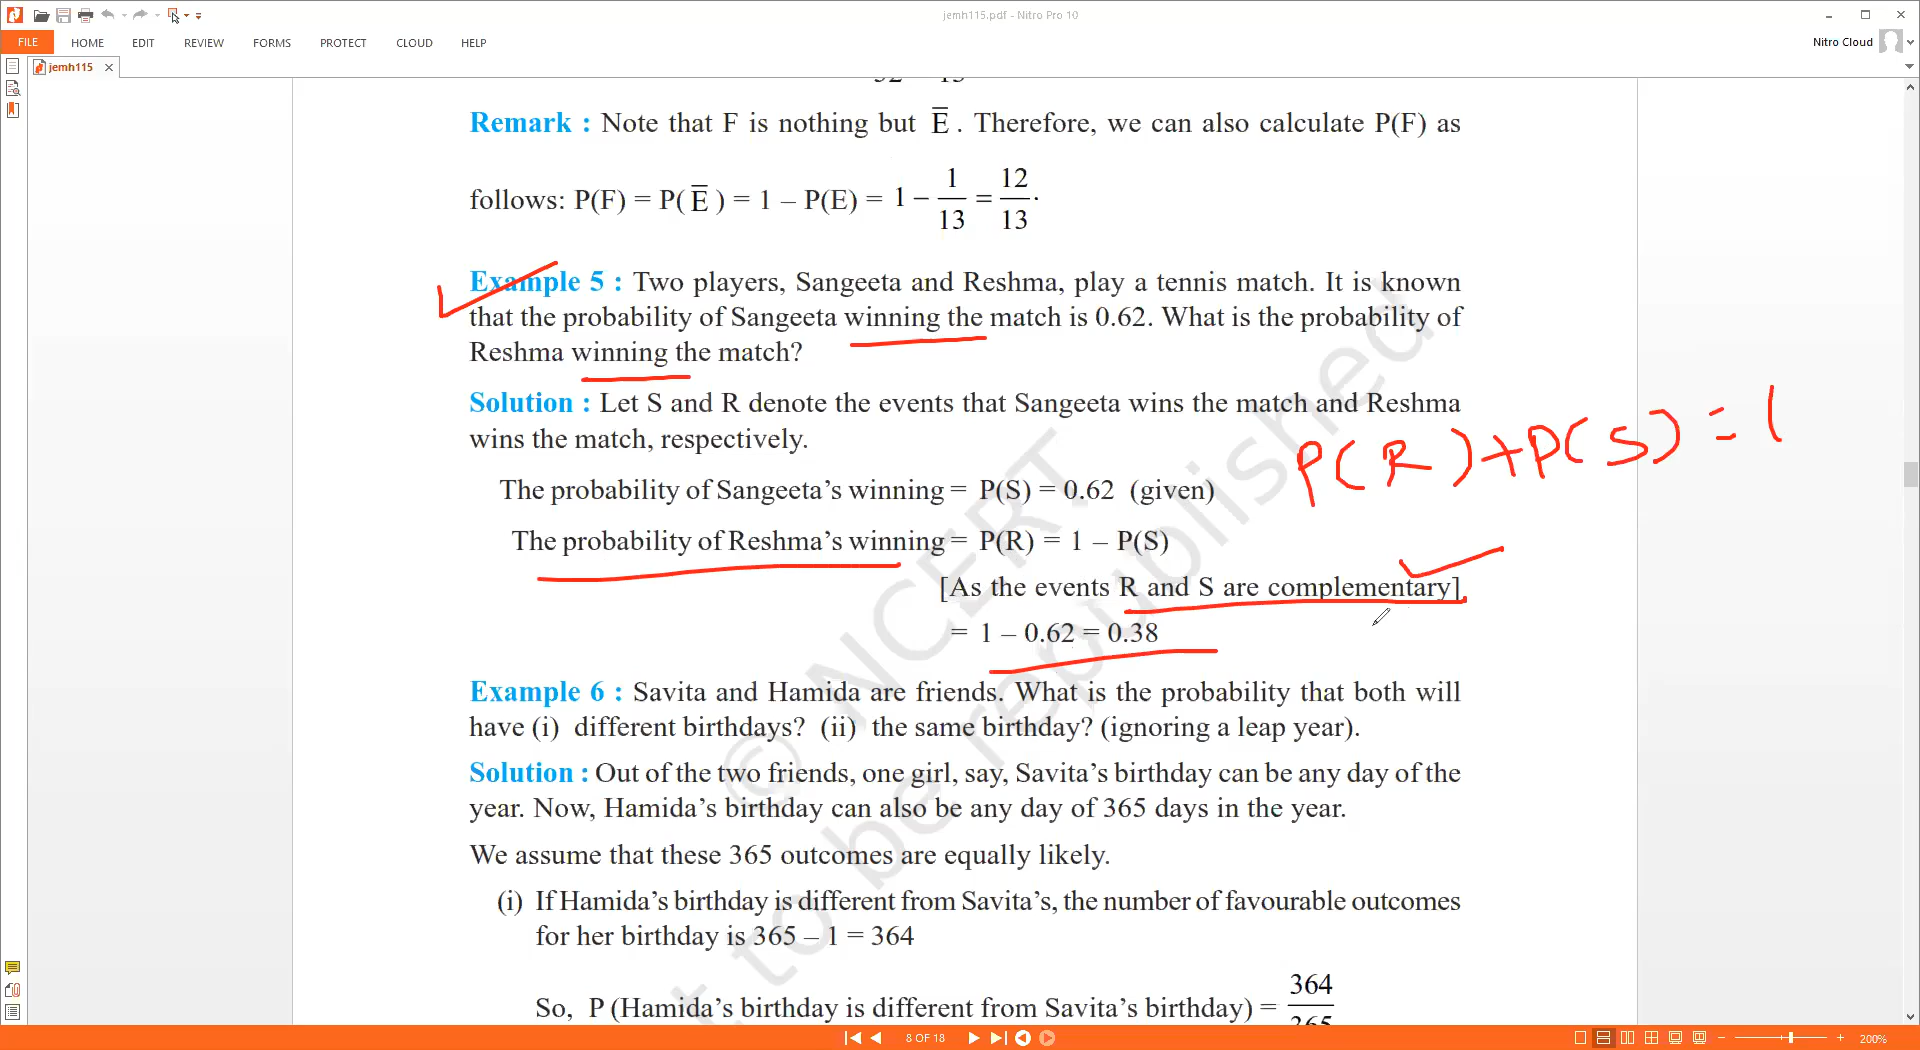 jemh115.pdf - Nitro Pro 10
FILE HOME EDIT REVIEW FORMS PROTECT CLOUD HELP
Nitro Cloud
jemh115
Remark : Note that F is nothing but E̅ . Therefore, we can also calculate P(F) as
follows: P(F) = P( E̅ ) = 1 – P(E) = 1 − 1/13 = 12/13 .
Example 5 : Two players, Sangeeta and Reshma, play a tennis match. It is known
that the probability of Sangeeta winning the match is 0.62. What is the probability of
Reshma winning the match?
Solution : Let S and R denote the events that Sangeeta wins the match and Reshma
wins the match, respectively.
P(R)+P(S)=1
The probability of Sangeeta’s winning = P(S) = 0.62 (given)
The probability of Reshma’s winning = P(R) = 1 – P(S)
[As the events R and S are complementary]
= 1 – 0.62 = 0.38
Example 6 : Savita and Hamida are friends. What is the probability that both will
have (i) different birthdays? (ii) the same birthday? (ignoring a leap year).
Solution : Out of the two friends, one girl, say, Savita’s birthday can be any day of the
year. Now, Hamida’s birthday can also be any day of 365 days in the year.
We assume that these 365 outcomes are equally likely.
(i) If Hamida’s birthday is different from Savita’s, the number of favourable outcomes
for her birthday is 365 – 1 = 364
So, P (Hamida’s birthday is different from Savita’s birthday) = 364/365
© NCERT
t to be republished
8 OF 18
200%